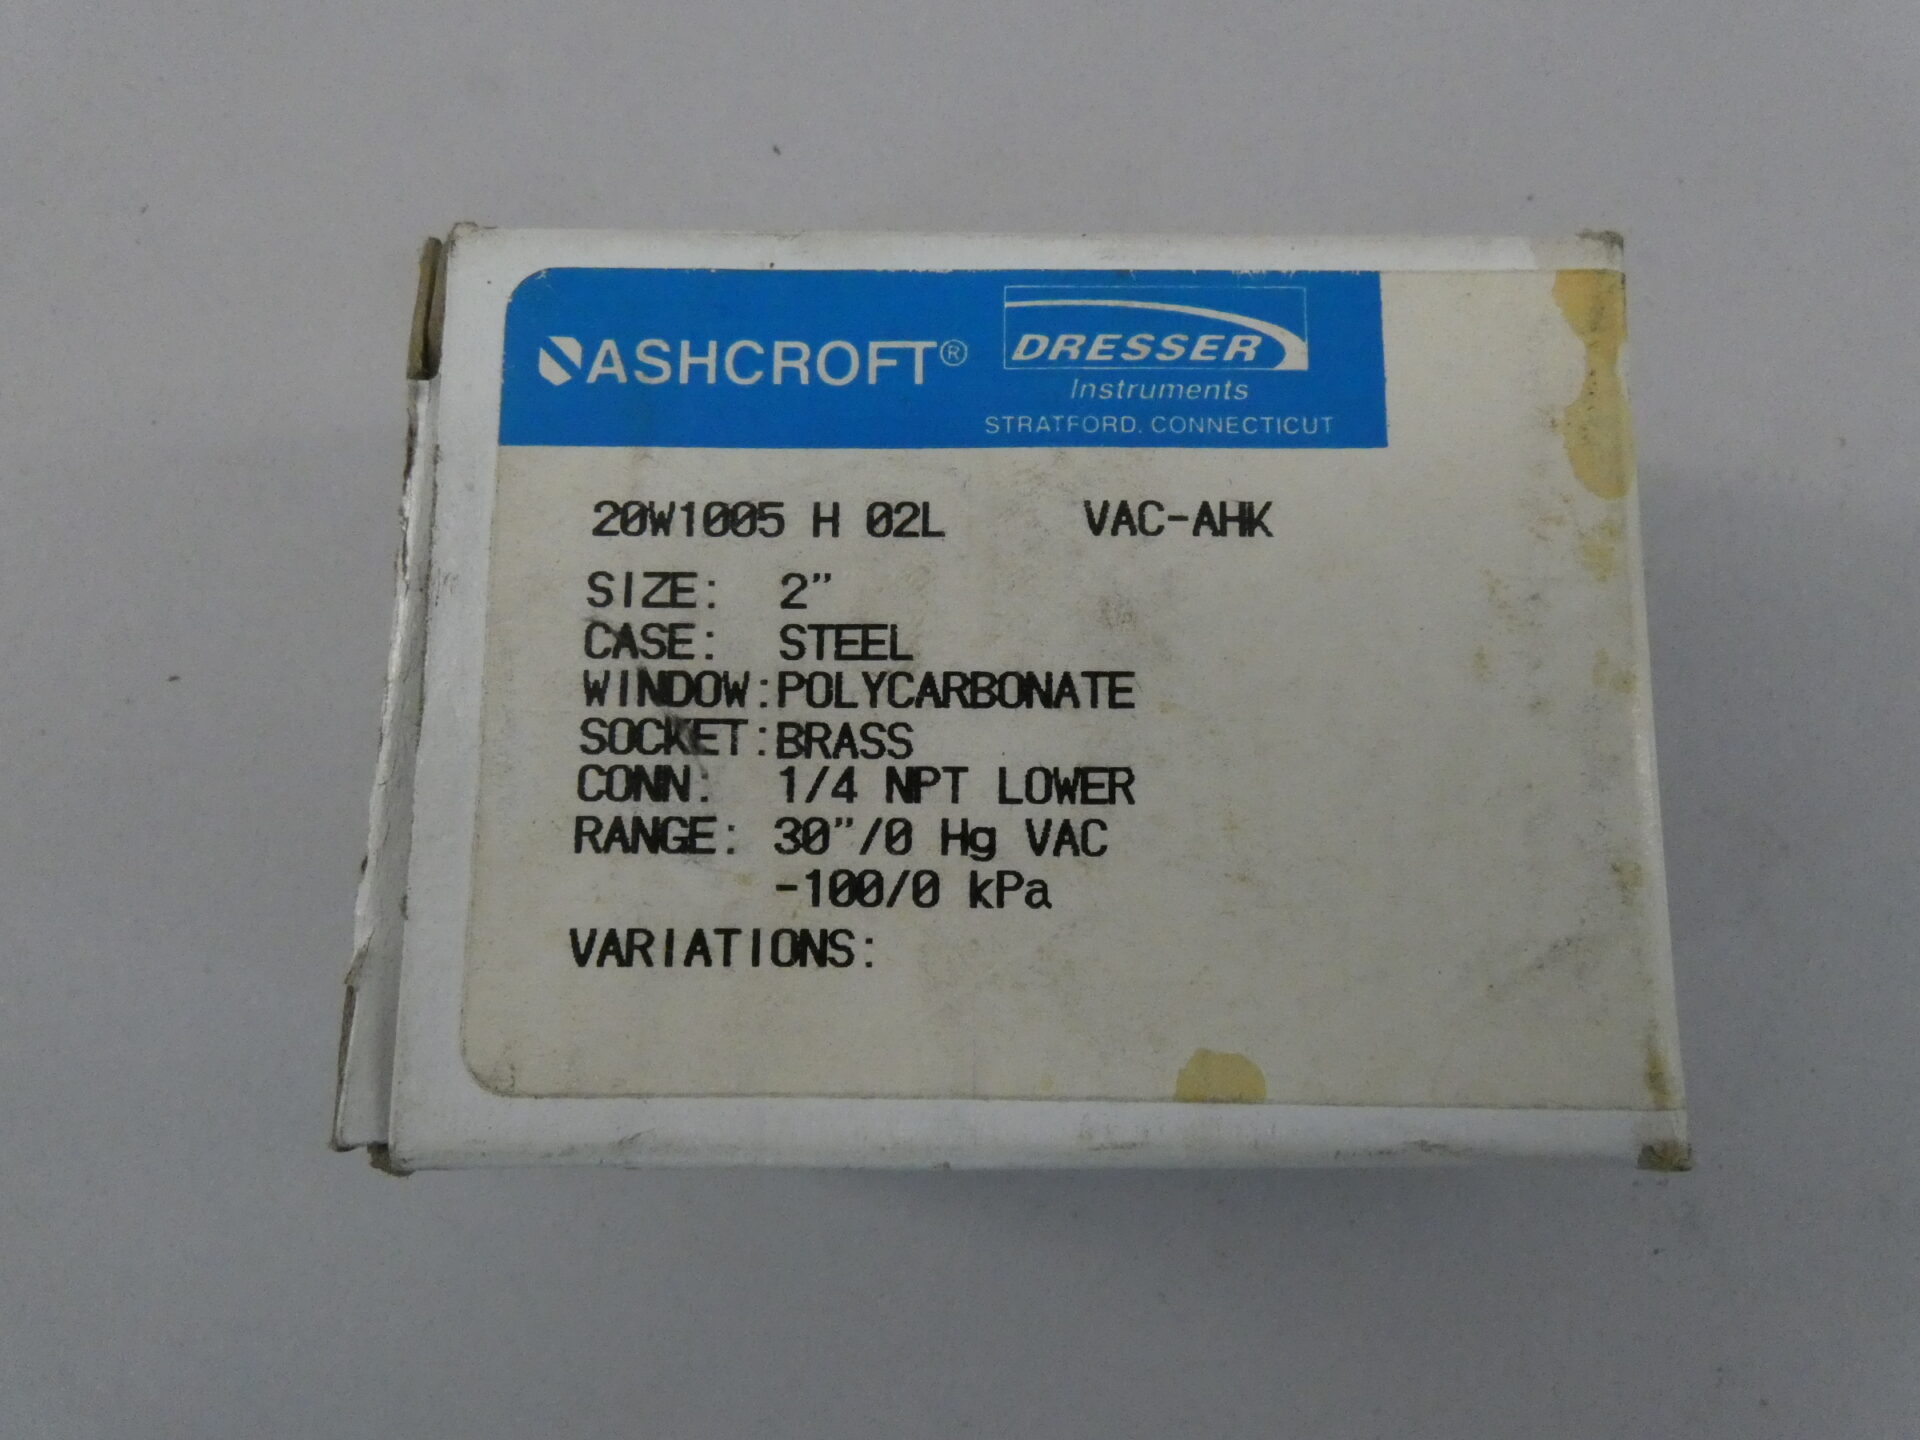 ASHCROFT®
DRESSER
Instruments
STRATFORD, CONNECTICUT
20W1005 H 02L VAC-AHK
SIZE: 2"
CASE: STEEL
WINDOW: POLYCARBONATE
SOCKET: BRASS
CONN: 1/4 NPT LOWER
RANGE: 30"/0 Hg VAC
-100/0 kPa
VARIATIONS: